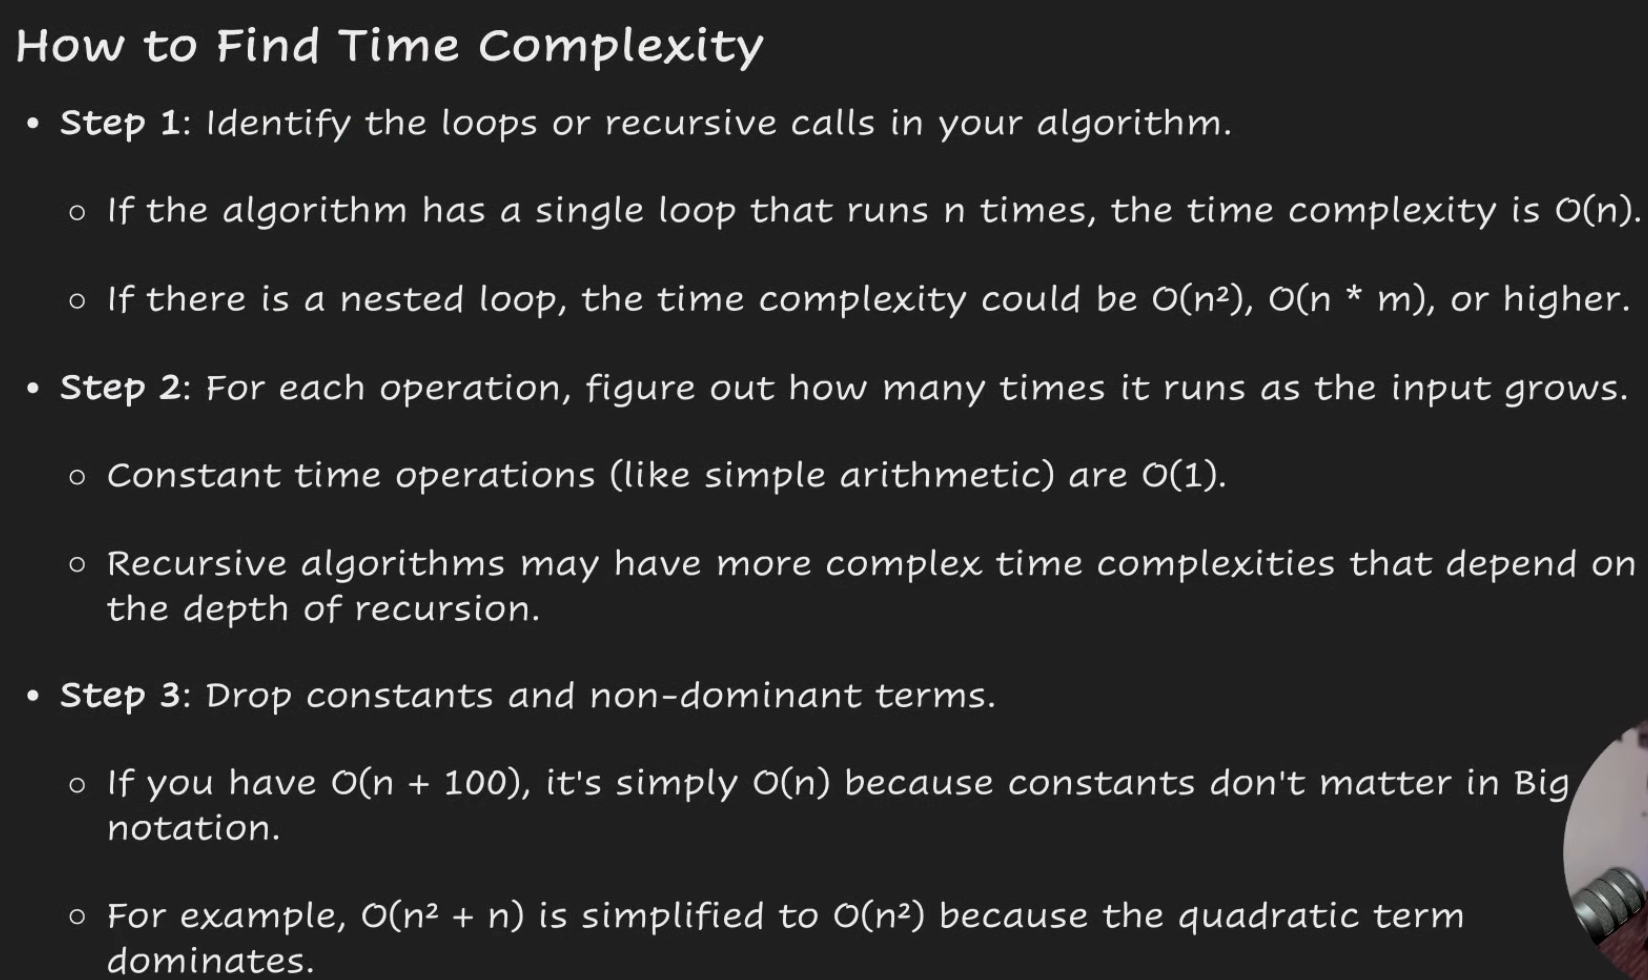 How to Find Time Complexity
• Step 1: Identify the loops or recursive calls in your algorithm.
○ If the algorithm has a single loop that runs n times, the time complexity is O(n).
○ If there is a nested loop, the time complexity could be O(n²), O(n * m), or higher.
• Step 2: For each operation, figure out how many times it runs as the input grows.
○ Constant time operations (like simple arithmetic) are O(1).
○ Recursive algorithms may have more complex time complexities that depend on
the depth of recursion.
• Step 3: Drop constants and non-dominant terms.
○ If you have O(n + 100), it's simply O(n) because constants don't matter in Big
notation.
○ For example, O(n² + n) is simplified to O(n²) because the quadratic term
dominates.